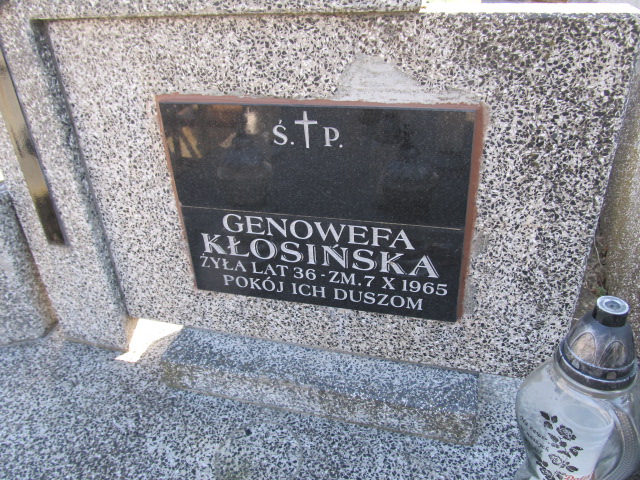 Ś. † P.
GENOWEFA
KŁOSIŃSKA
ŻYŁA LAT 36 - ZM. 7 X 1965
POKÓJ ICH DUSZOM